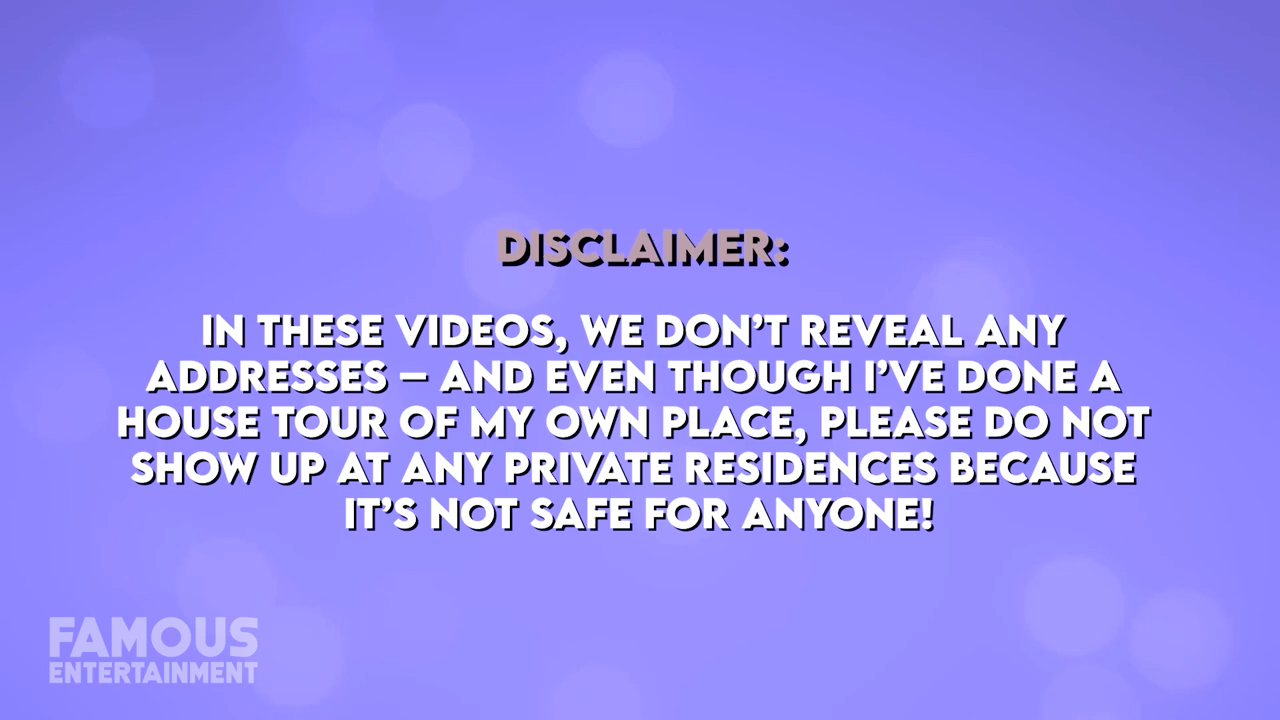 DISCLAIMER:
IN THESE VIDEOS, WE DON'T REVEAL ANY
ADDRESSES – AND EVEN THOUGH I'VE DONE A
HOUSE TOUR OF MY OWN PLACE, PLEASE DO NOT
SHOW UP AT ANY PRIVATE RESIDENCES BECAUSE
IT'S NOT SAFE FOR ANYONE!
FAMOUS
ENTERTAINMENT